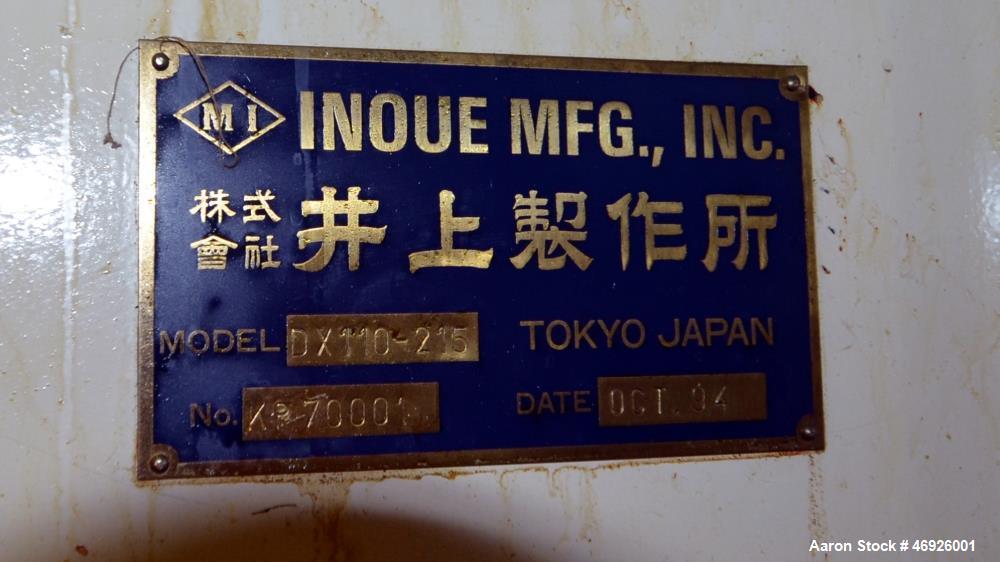 MI INOUE MFG., INC.
株式會社 井上製作所
MODEL DX110-215 TOKYO JAPAN
No. 70001 DATE OCT. 94
Aaron Stock # 46926001